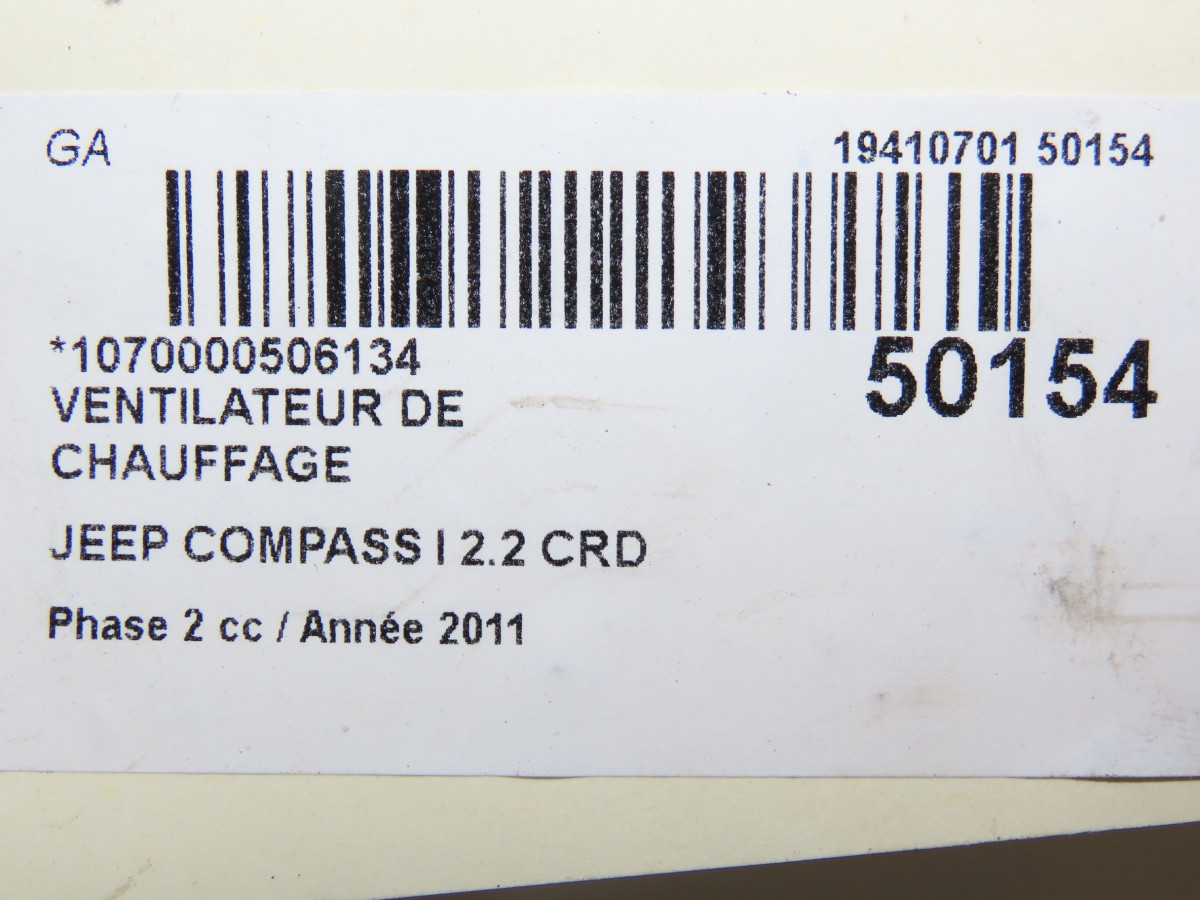 GA
19410701 50154
*1070000506134
50154
VENTILATEUR DE
CHAUFFAGE
JEEP COMPASS I 2.2 CRD
Phase 2 cc / Année 2011